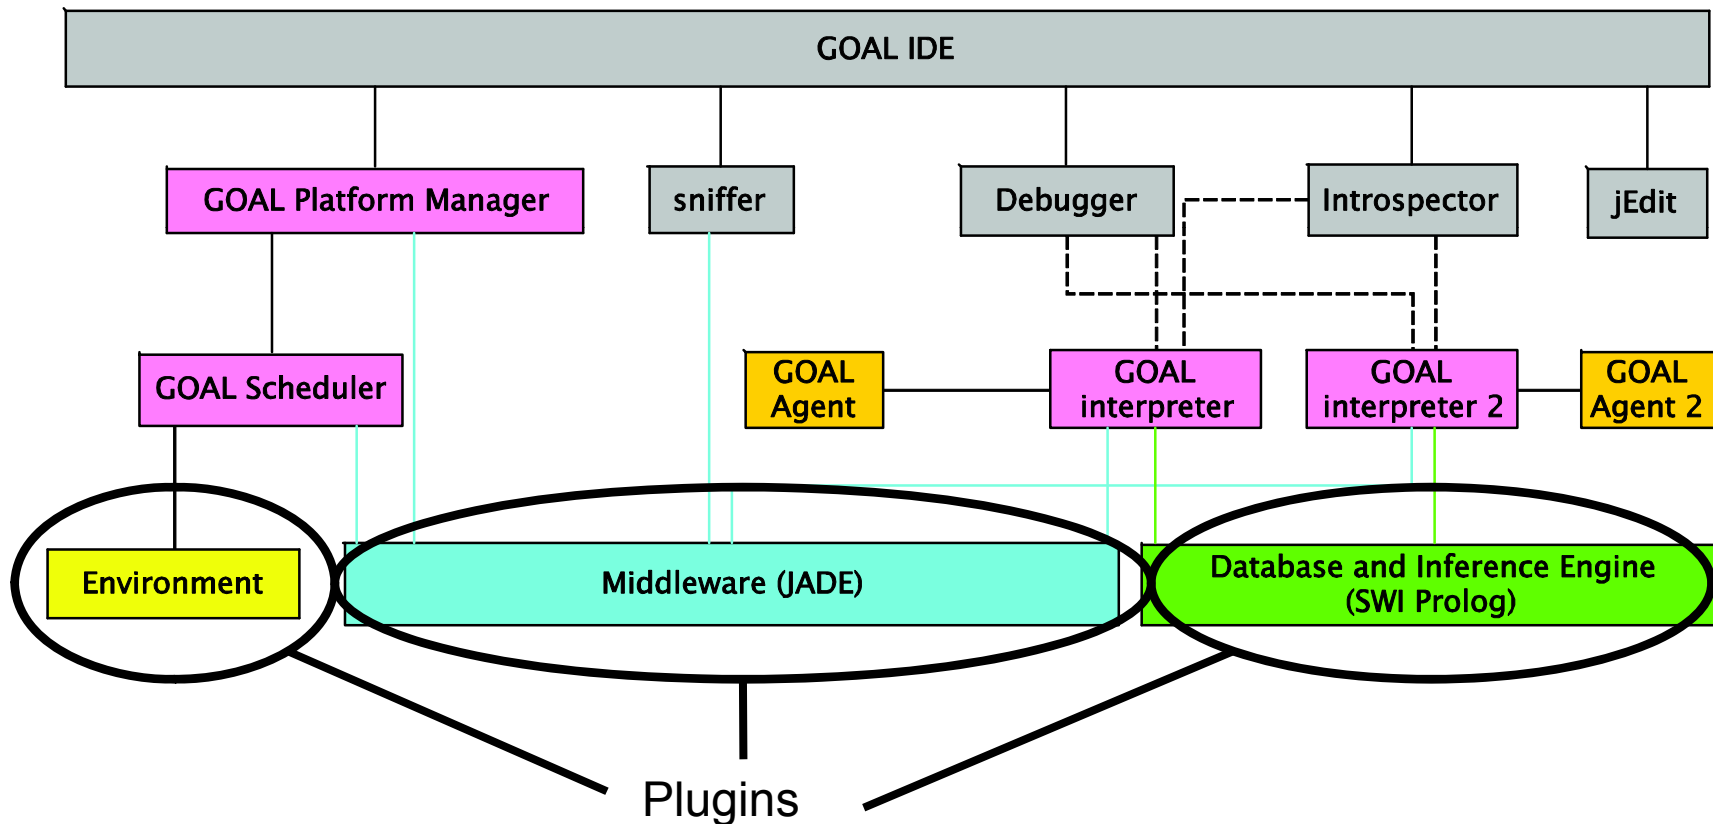 GOAL IDE
GOAL Platform Manager
sniffer
Debugger
Introspector
jEdit
GOAL Scheduler
GOAL
Agent
GOAL
interpreter
GOAL
interpreter 2
GOAL
Agent 2
Environment
Middleware (JADE)
Database and Inference Engine
(SWI Prolog)
Plugins